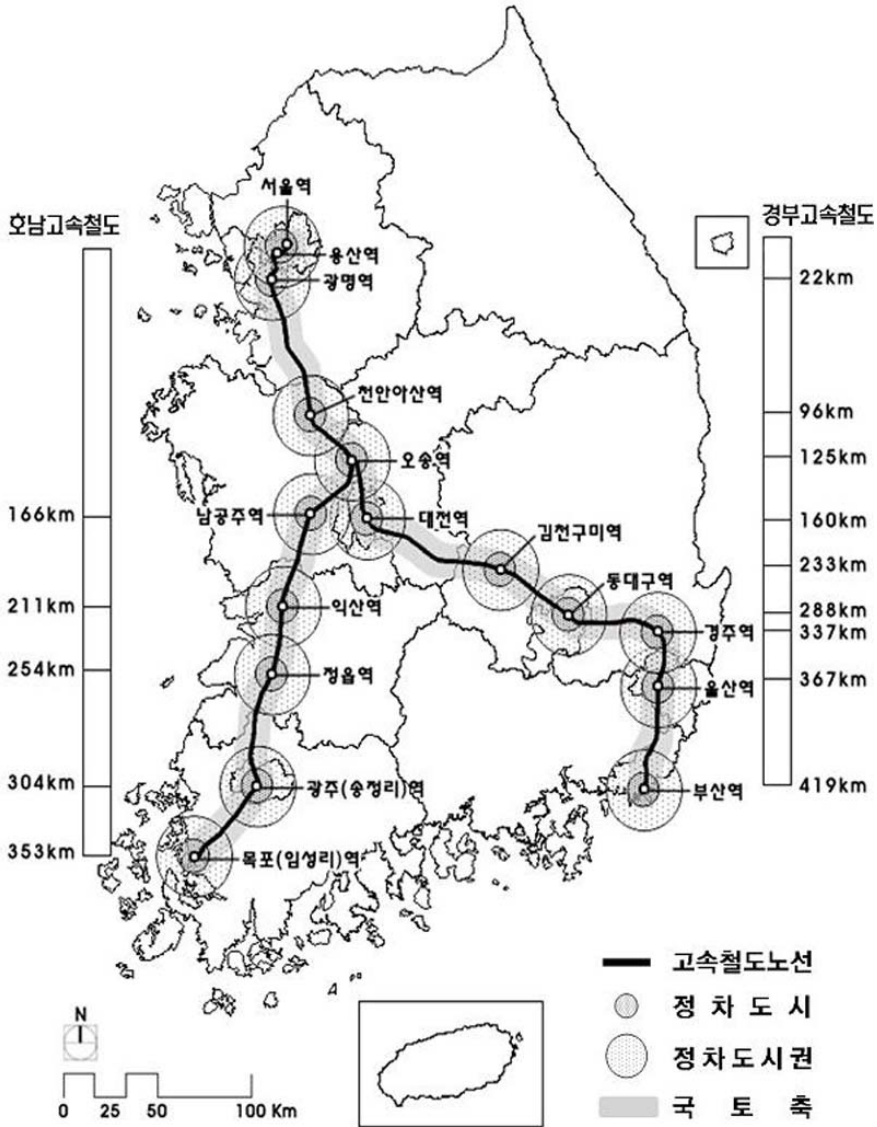 서울역
호남고속철도
경부고속철도
용산역
광명역
22km
천안아산역
96km
오송역
125km
166km
남공주역
대전역
160km
김천구미역
233km
동대구역
211km
익산역
288km
경주역
337km
254km
정읍역
울산역
367km
304km
광주(송정리)역
부산역
419km
353km
목포(임성리)역
고속철도노선
정 차 도 시
정차도시권
국 토 축
N
0 25 50 100 Km